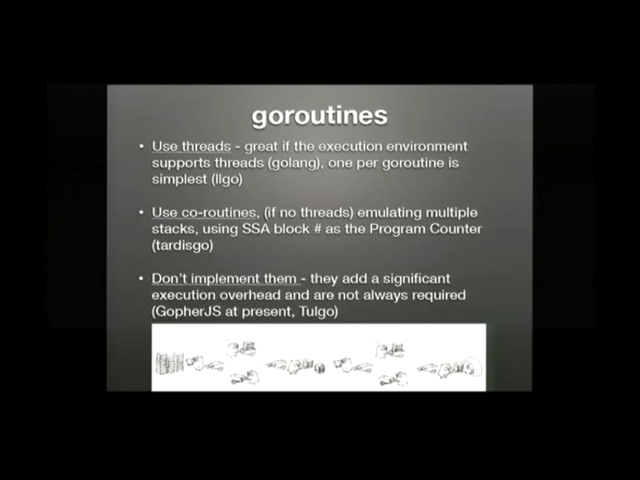 goroutines
• Use threads - great if the execution environment
supports threads (golang), one per goroutine is
simplest (llgo)
• Use co-routines, (if no threads) emulating multiple
stacks, using SSA block # as the Program Counter
(tardisgo)
• Don't implement them - they add a significant
execution overhead and are not always required
(GopherJS at present, Tulgo)